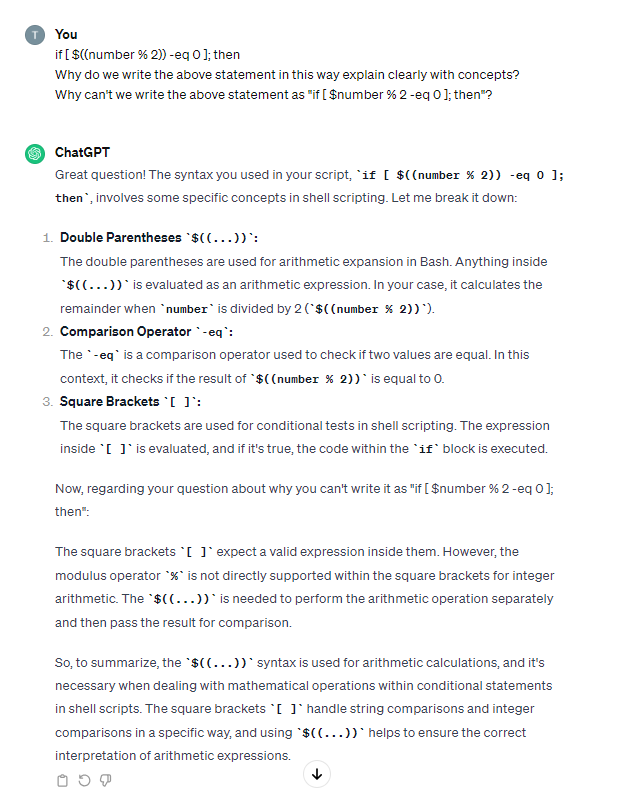 T You
if [ $((number % 2)) -eq 0 ]; then
Why do we write the above statement in this way explain clearly with concepts?
Why can't we write the above statement as "if [ $number % 2 -eq 0 ]; then"?
ChatGPT
Great question! The syntax you used in your script, `if [ $((number % 2)) -eq 0 ];
then`, involves some specific concepts in shell scripting. Let me break it down:
1. Double Parentheses `$((...))`:
The double parentheses are used for arithmetic expansion in Bash. Anything inside
`$((...))` is evaluated as an arithmetic expression. In your case, it calculates the
remainder when `number` is divided by 2 (`$((number % 2))`).
2. Comparison Operator `-eq`:
The `-eq` is a comparison operator used to check if two values are equal. In this
context, it checks if the result of `$((number % 2))` is equal to 0.
3. Square Brackets `[ ]`:
The square brackets are used for conditional tests in shell scripting. The expression
inside `[ ]` is evaluated, and if it's true, the code within the `if` block is executed.
Now, regarding your question about why you can't write it as "if [ $number % 2 -eq 0 ];
then":
The square brackets `[ ]` expect a valid expression inside them. However, the
modulus operator `%` is not directly supported within the square brackets for integer
arithmetic. The `$((...))` is needed to perform the arithmetic operation separately
and then pass the result for comparison.
So, to summarize, the `$((...))` syntax is used for arithmetic calculations, and it's
necessary when dealing with mathematical operations within conditional statements
in shell scripts. The square brackets `[ ]` handle string comparisons and integer
comparisons in a specific way, and using `$((...))` helps to ensure the correct
interpretation of arithmetic expressions.